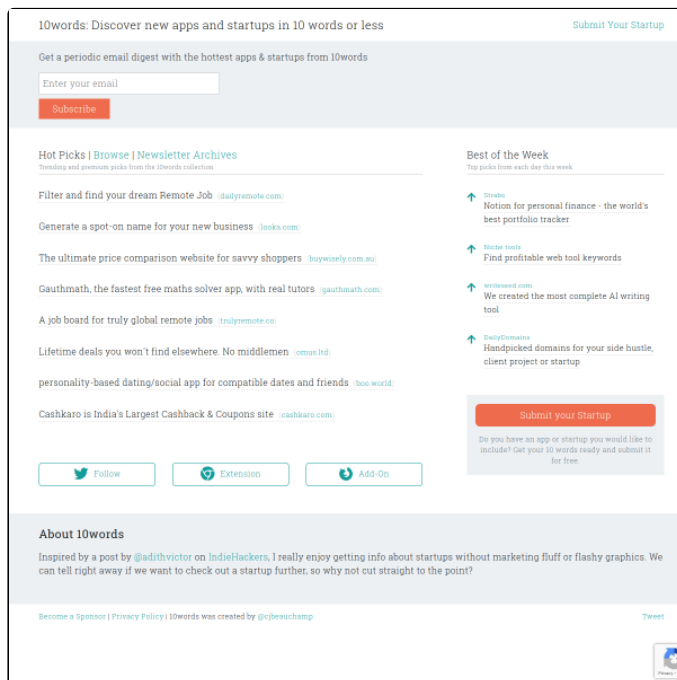 10words: Discover new apps and startups in 10 words or less
Submit Your Startup
Get a periodic email digest with the hottest apps & startups from 10words
Enter your email
Subscribe
Hot Picks | Browse | Newsletter Archives
Trending and premium picks from the 10words collection
Filter and find your dream Remote Job (dailyremote.com)
Generate a spot-on name for your new business (looka.com)
The ultimate price comparison website for savvy shoppers (buywisely.com.au)
Gauthmath, the fastest free maths solver app, with real tutors (gauthmath.com)
A job board for truly global remote jobs (trulyremote.co)
Lifetime deals you won't find elsewhere. No middlemen (omus.ltd)
personality-based dating/social app for compatible dates and friends (boo.world)
Cashkaro is India's Largest Cashback & Coupons site (cashkaro.com)
Follow
Extension
Add-On
Best of the Week
Top picks from each day this week
Strabo
Notion for personal finance - the world's
best portfolio tracker
Niche tools
Find profitable web tool keywords
writeseed.com
We created the most complete AI writing
tool
DailyDomains
Handpicked domains for your side hustle,
client project or startup
Submit your Startup
Do you have an app or startup you would like to
include? Get your 10 words ready and submit it
for free.
About 10words
Inspired by a post by @adithvictor on IndieHackers, I really enjoy getting info about startups without marketing fluff or flashy graphics. We
can tell right away if we want to check out a startup further, so why not cut straight to the point?
Become a Sponsor | Privacy Policy | 10words was created by @cjbeauchamp
Tweet
Privacy